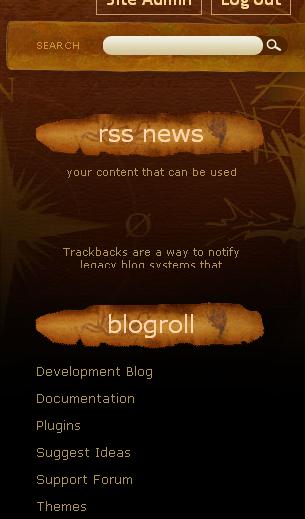 Site Admin Log out
SEARCH
rss news
your content that can be used
Trackbacks are a way to notify
legacy blog systems that
blogroll
Development Blog
Documentation
Plugins
Suggest Ideas
Support Forum
Themes